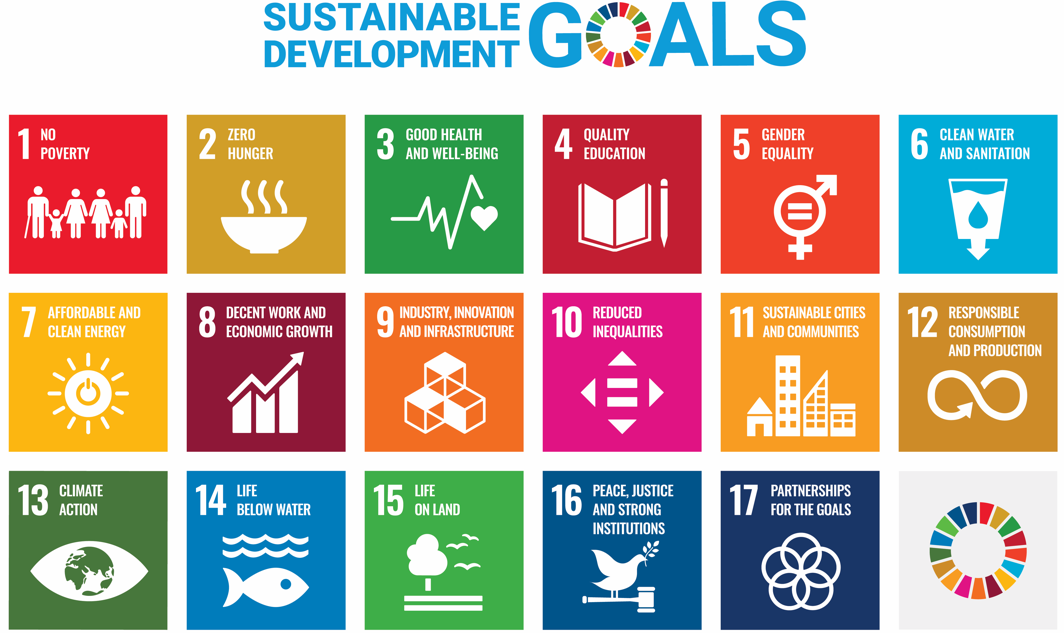 SUSTAINABLE
DEVELOPMENT
GOALS
1 NO
POVERTY
2 ZERO
HUNGER
3 GOOD HEALTH
AND WELL-BEING
4 QUALITY
EDUCATION
5 GENDER
EQUALITY
6 CLEAN WATER
AND SANITATION
7 AFFORDABLE AND
CLEAN ENERGY
8 DECENT WORK AND
ECONOMIC GROWTH
9 INDUSTRY, INNOVATION
AND INFRASTRUCTURE
10 REDUCED
INEQUALITIES
11 SUSTAINABLE CITIES
AND COMMUNITIES
12 RESPONSIBLE
CONSUMPTION
AND PRODUCTION
13 CLIMATE
ACTION
14 LIFE
BELOW WATER
15 LIFE
ON LAND
16 PEACE, JUSTICE
AND STRONG
INSTITUTIONS
17 PARTNERSHIPS
FOR THE GOALS